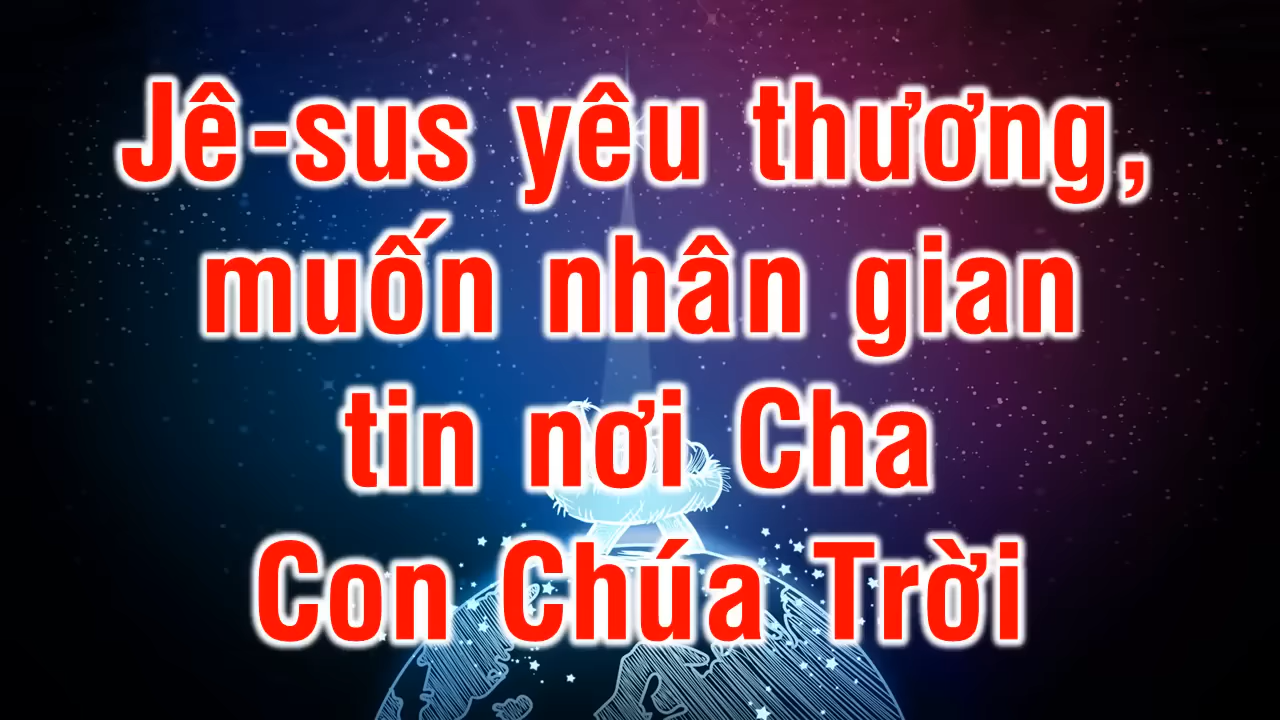 Jê-sus yêu thương,
muốn nhân gian
tin nơi Cha
Con Chúa Trời